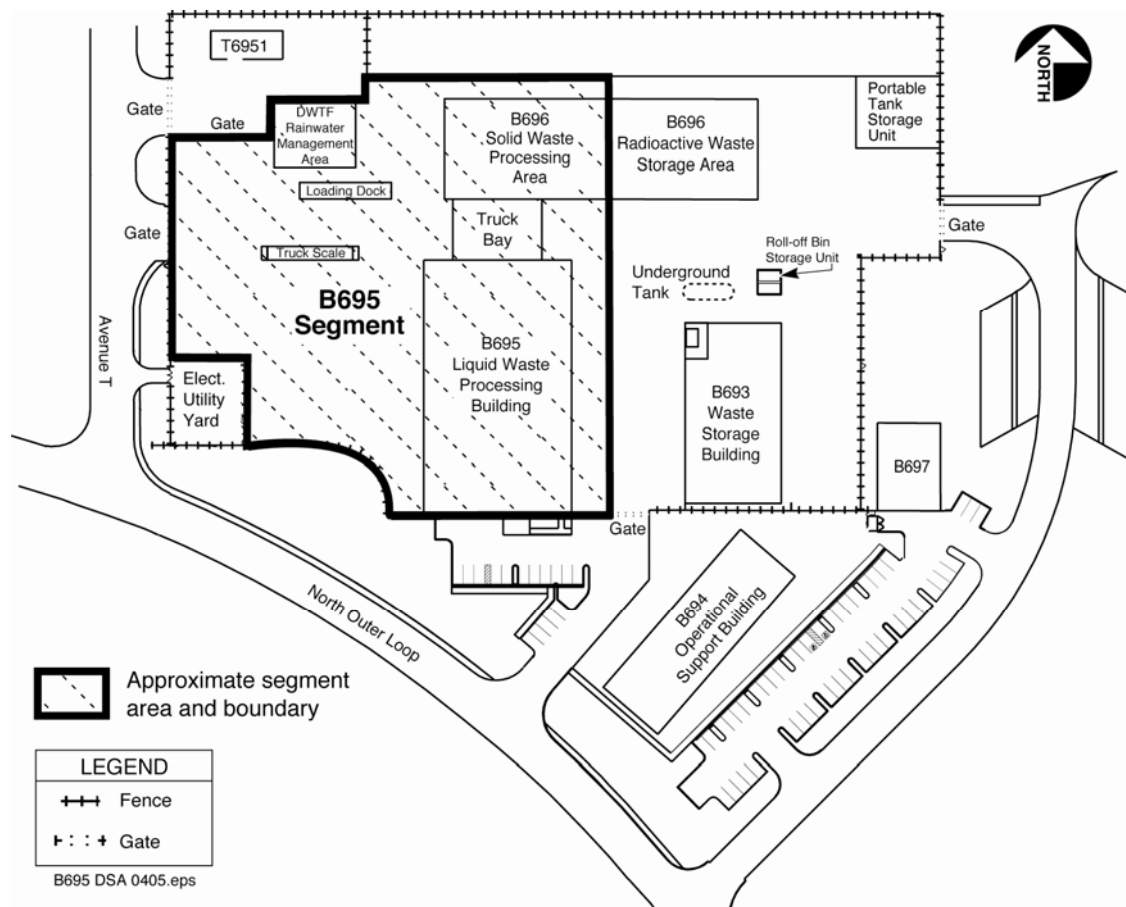 T6951
NORTH
Gate
Gate
DWTF
Rainwater
Management
Area
B696
Solid Waste
Processing
Area
B696
Radioactive Waste
Storage Area
Portable
Tank
Storage
Unit
Loading Dock
Gate
Truck
Bay
Gate
Truck Scale
Roll-off Bin
Storage Unit
Underground
Tank
B695
Segment
Avenue T
B695
Liquid Waste
Processing
Building
Elect.
Utility
Yard
B693
Waste
Storage
Building
B697
Gate
North Outer Loop
B694
Operational
Support Building
Approximate segment
area and boundary
LEGEND
Fence
Gate
B695 DSA 0405.eps